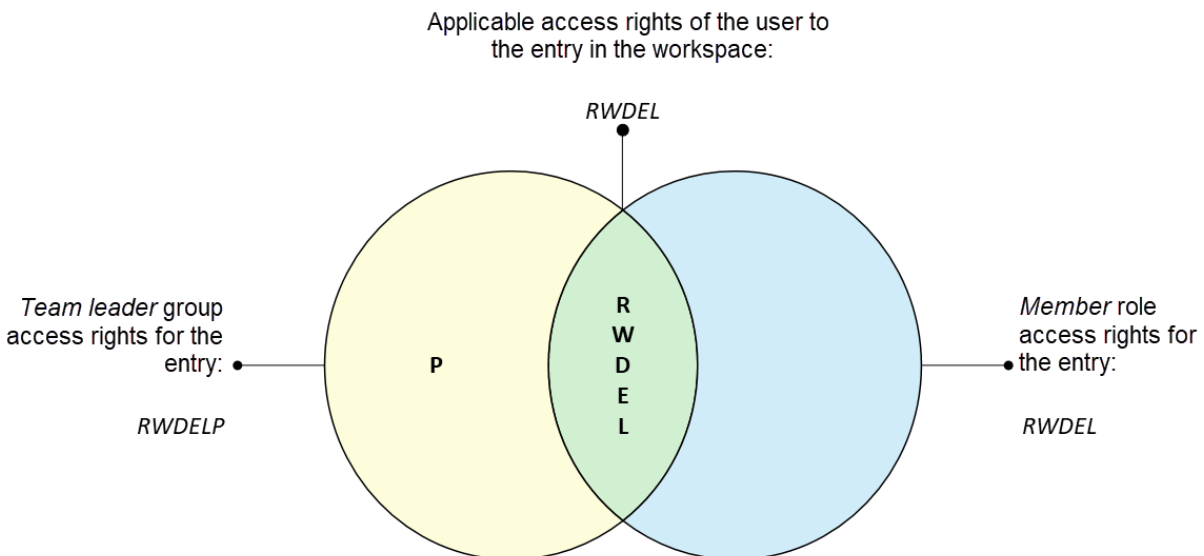 Applicable access rights of the user to
the entry in the workspace:
RWDEL
Team leader group
access rights for the
entry:
RWDELP
P
R
W
D
E
L
Member role
access rights for
the entry:
RWDEL